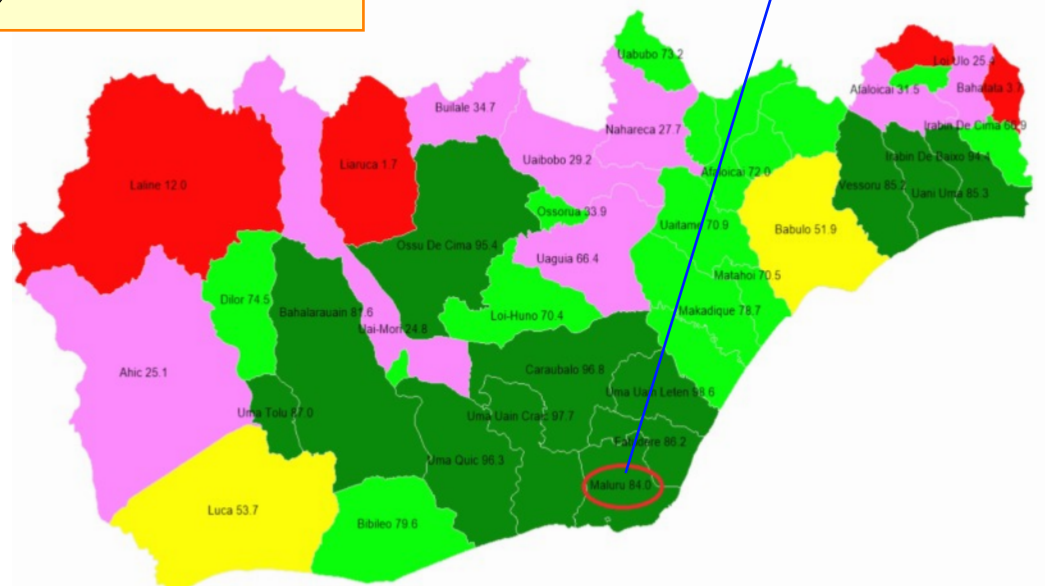 Uabubo 73.2
Loi Ulo 25.4
Afaloicai 31.5
Bahatata 3.7
Buliale 34.7
Nahareca 27.7
Irabin De Cima 68.9
Irabin De Baixo 94.4
Liaruca 1.7
Uaibobo 29.2
Afaloicai 72.0
Laline 12.0
Vessoru 85.2
Uani Uma 85.3
Ossorua 33.9
Uaitame 70.9
Babulo 51.9
Ossu De Cima 95.4
Uaguia 66.4
Matahoi 70.5
Dilor 74.5
Bahalarauain 81.6
Loi-Huno 70.4
Makadique 78.7
Uai-Mori 24.8
Ahic 25.1
Caraubalo 96.8
Uma Uain Leten 98.6
Uma Tolu 87.0
Uma Uain Craic 97.7
86.2
Uma Quic 96.3
Maluru 84.0
Luca 53.7
Bibileo 79.6